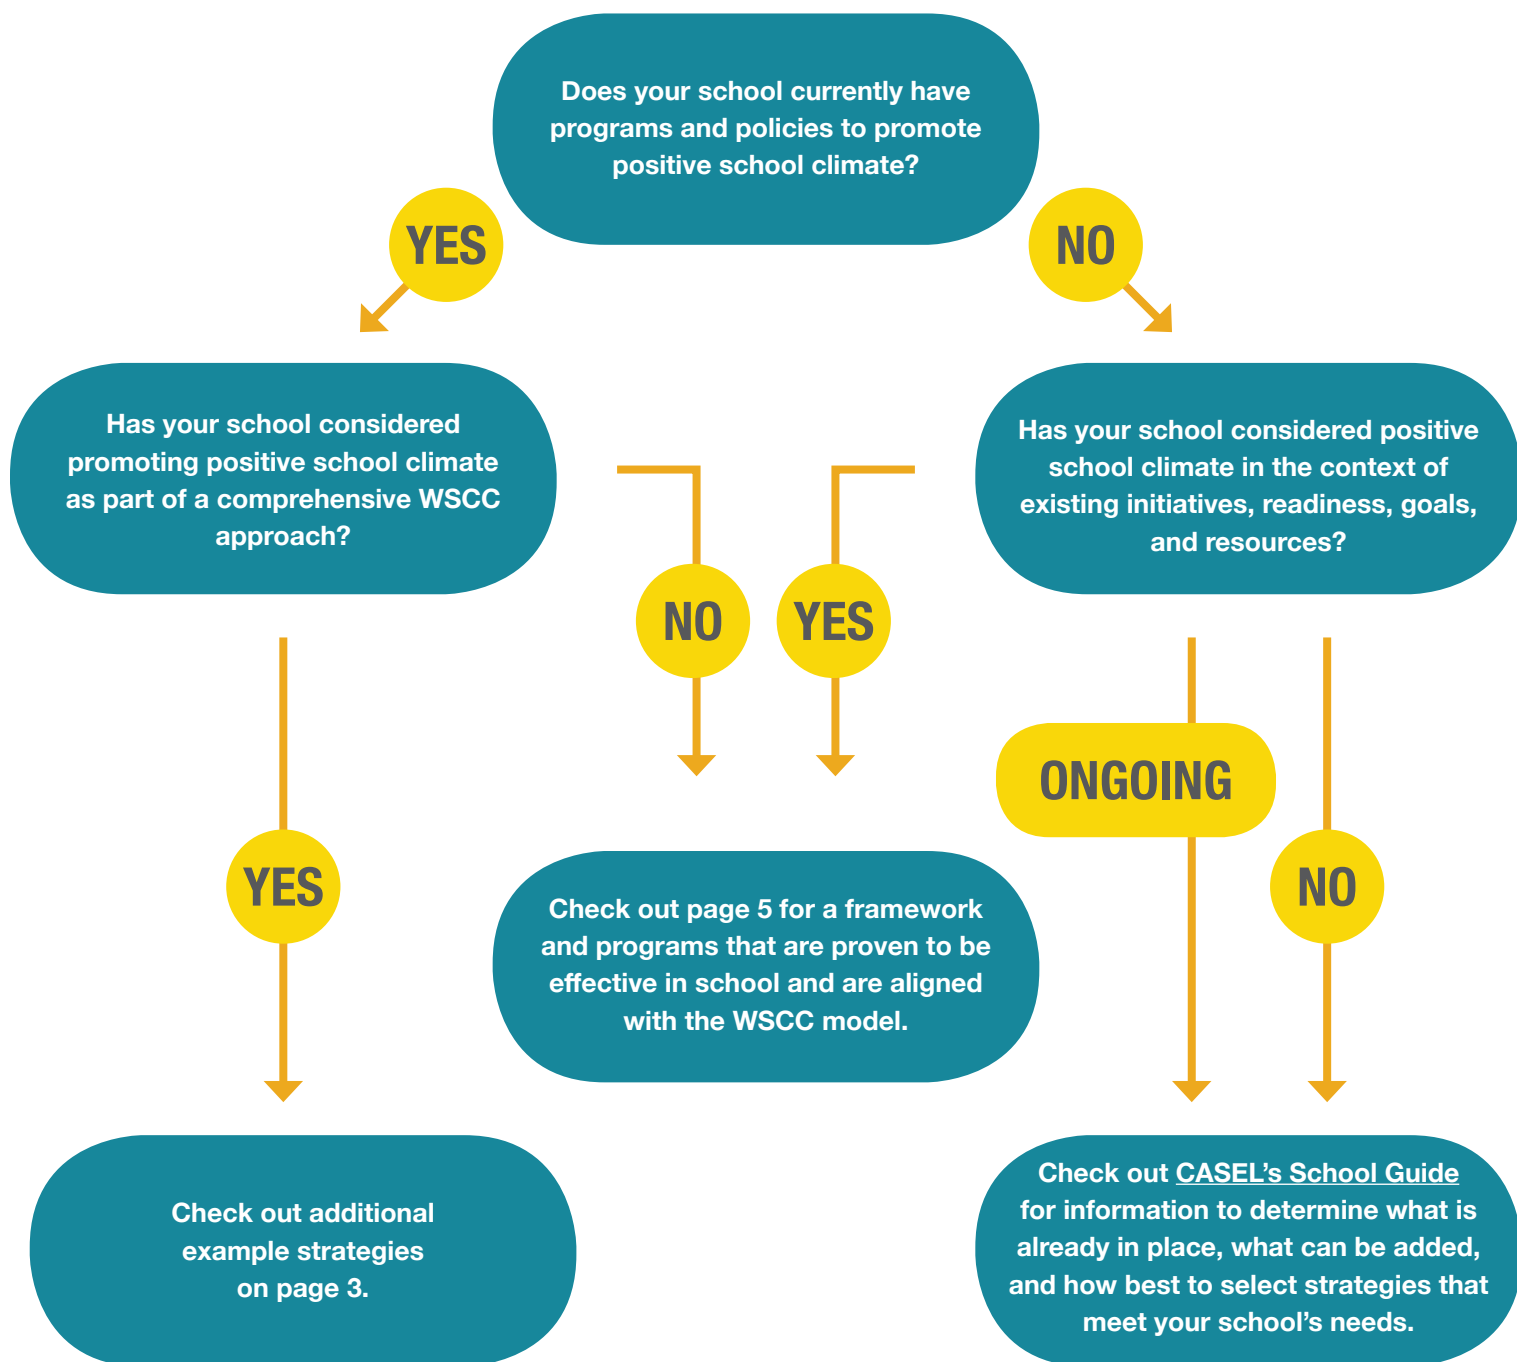 Does your school currently have
programs and policies to promote
positive school climate?
YES
NO
Has your school considered
promoting positive school climate
as part of a comprehensive WSCC
approach?
Has your school considered positive
school climate in the context of
existing initiatives, readiness, goals,
and resources?
NO
YES
ONGOING
YES
NO
Check out page 5 for a framework
and programs that are proven to be
effective in school and are aligned
with the WSCC model.
Check out additional
example strategies
on page 3.
Check out CASEL’s School Guide
for information to determine what is
already in place, what can be added,
and how best to select strategies that
meet your school’s needs.